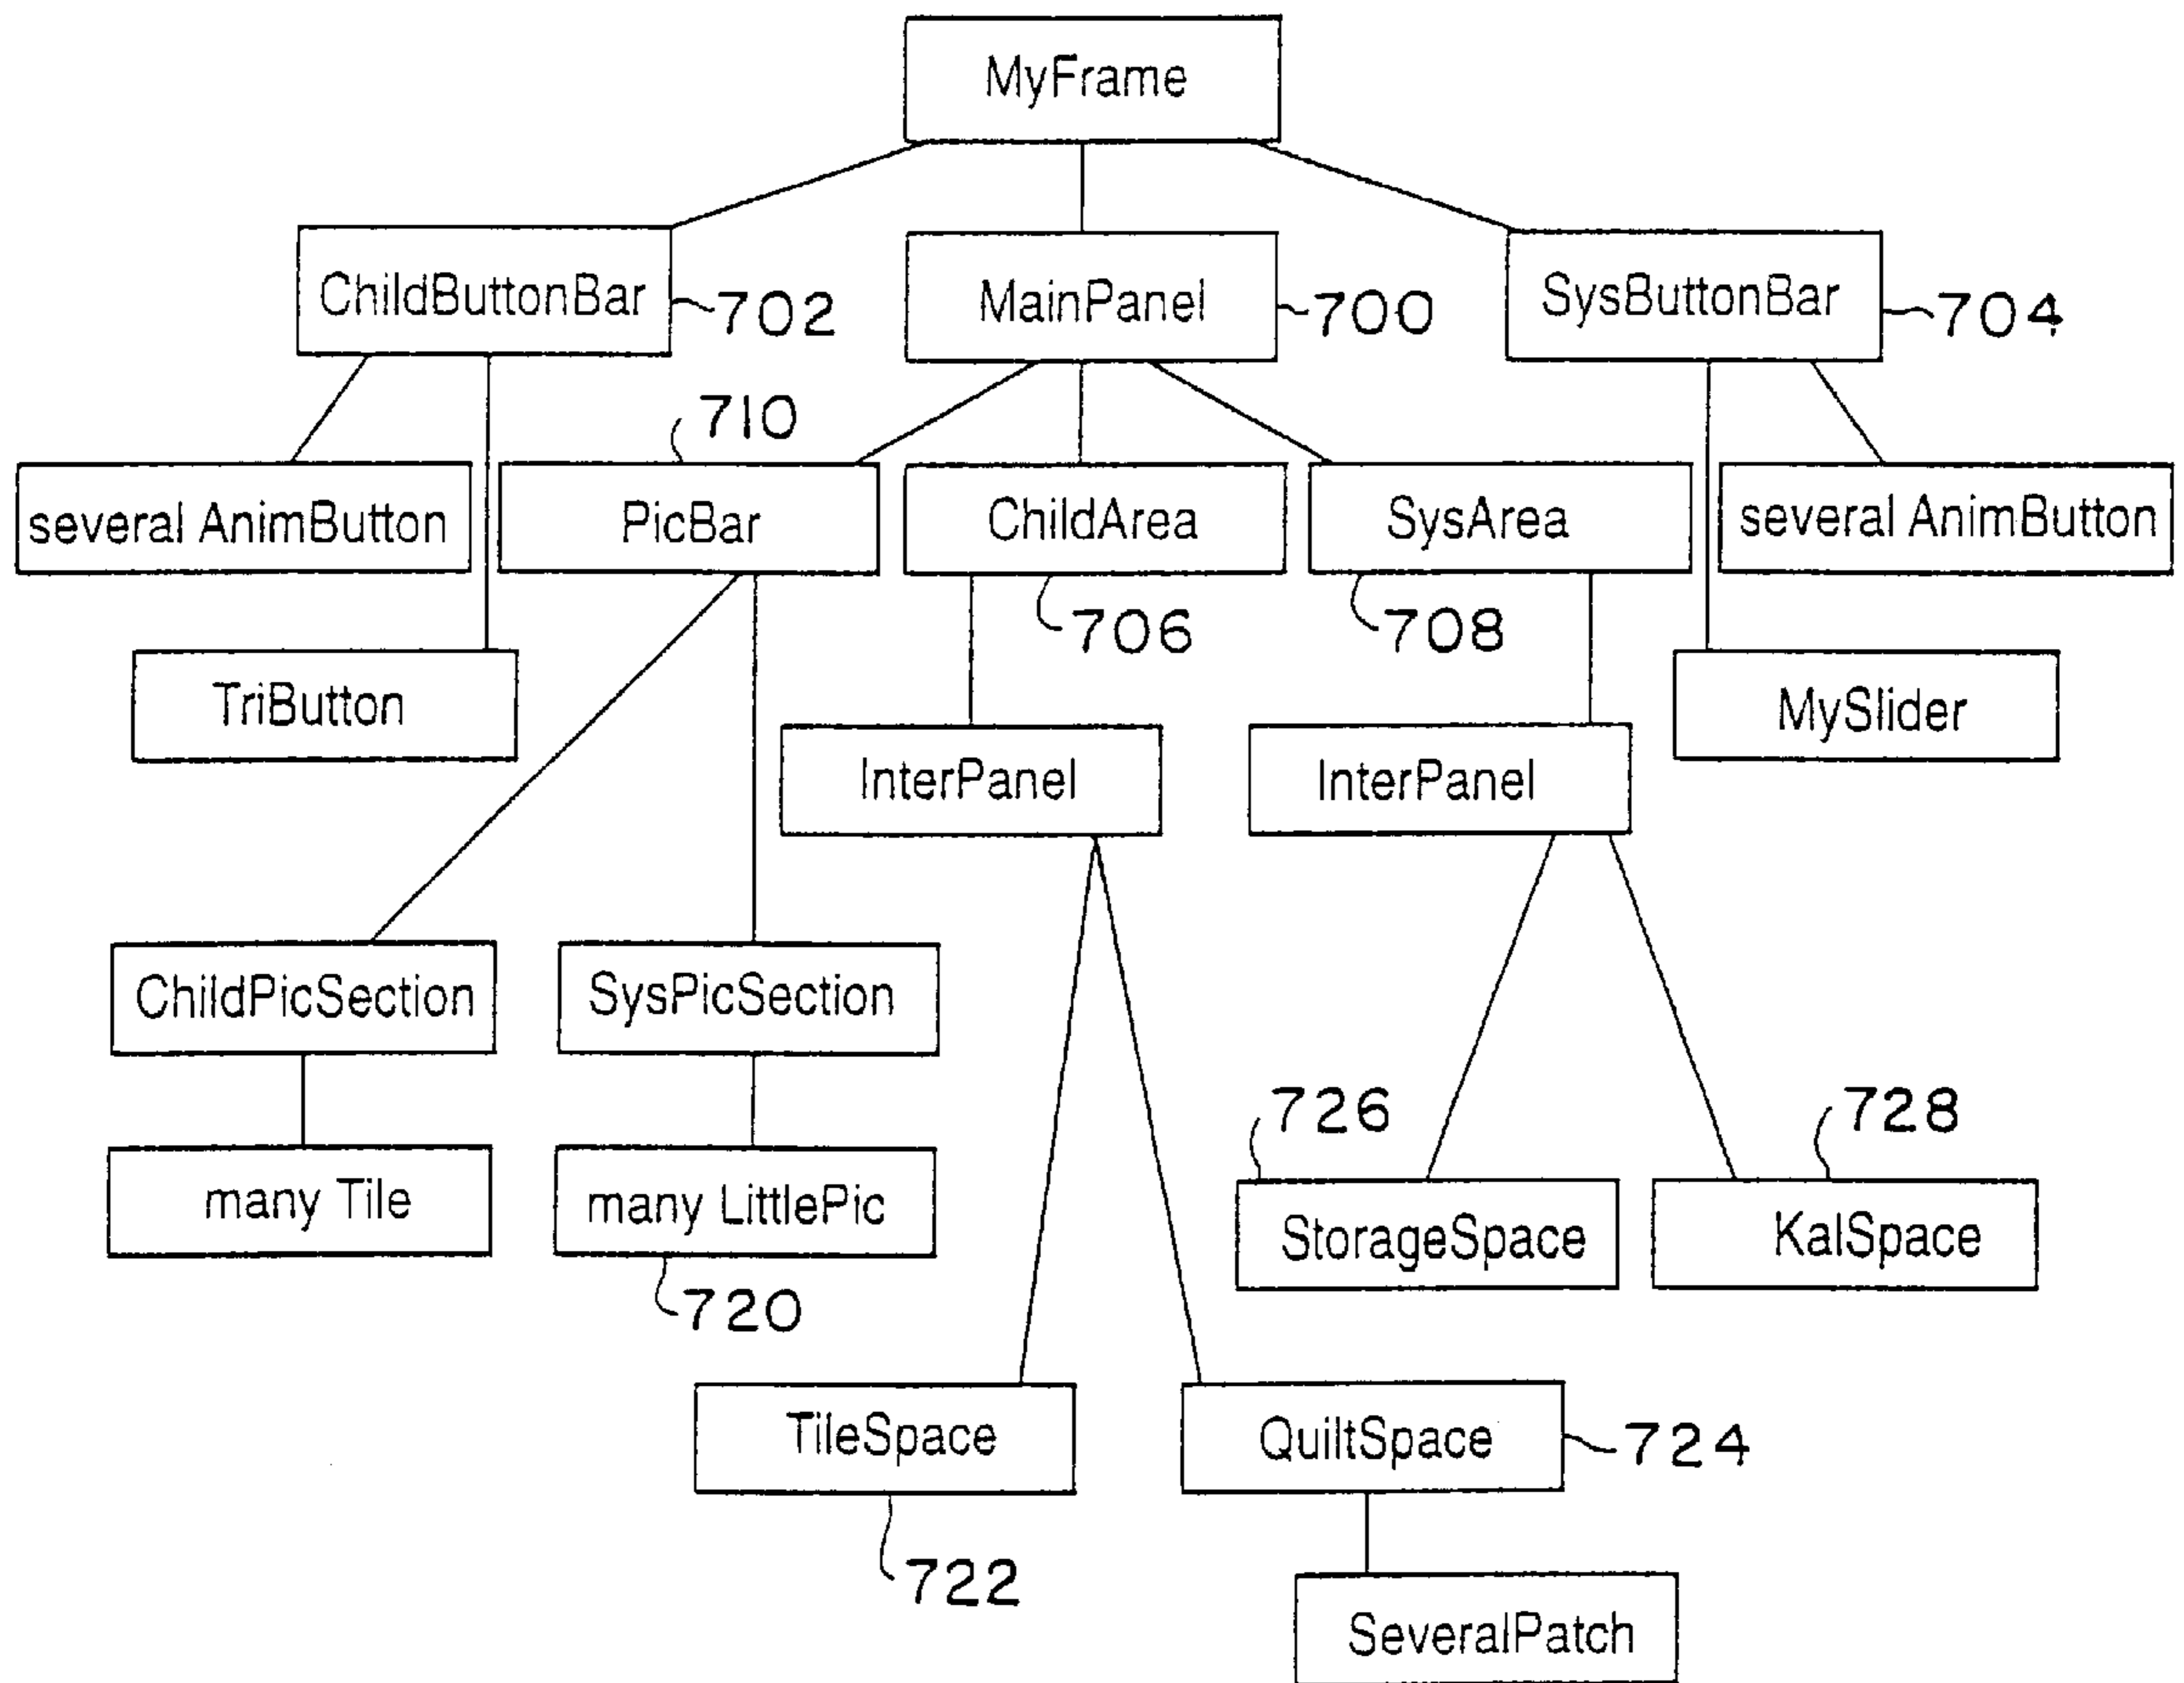 MyFrame
ChildButtonBar
702
MainPanel
700
SysButtonBar
704
710
several AnimButton
PicBar
ChildArea
SysArea
several AnimButton
706
708
TriButton
MySlider
InterPanel
InterPanel
ChildPicSection
SysPicSection
726
728
many Tile
many LittlePic
StorageSpace
KalSpace
720
TileSpace
QuiltSpace
724
722
SeveralPatch